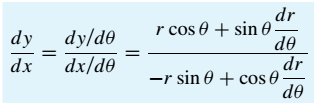 dy/dx = (dy/dθ)/(dx/dθ) = (r cos θ + sin θ dr/dθ)/(−r sin θ + cos θ dr/dθ)